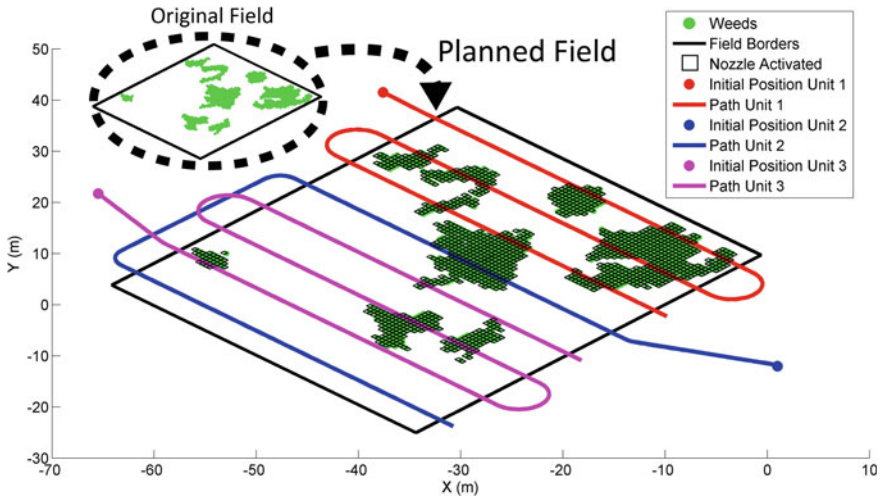 Original Field
Planned Field
Weeds
Field Borders
Nozzle Activated
Initial Position Unit 1
Path Unit 1
Initial Position Unit 2
Path Unit 2
Initial Position Unit 3
Path Unit 3
Y (m)
50
40
30
20
10
0
-10
-20
-30
-70
-60
-50
-40
-30
-20
-10
0
10
X (m)